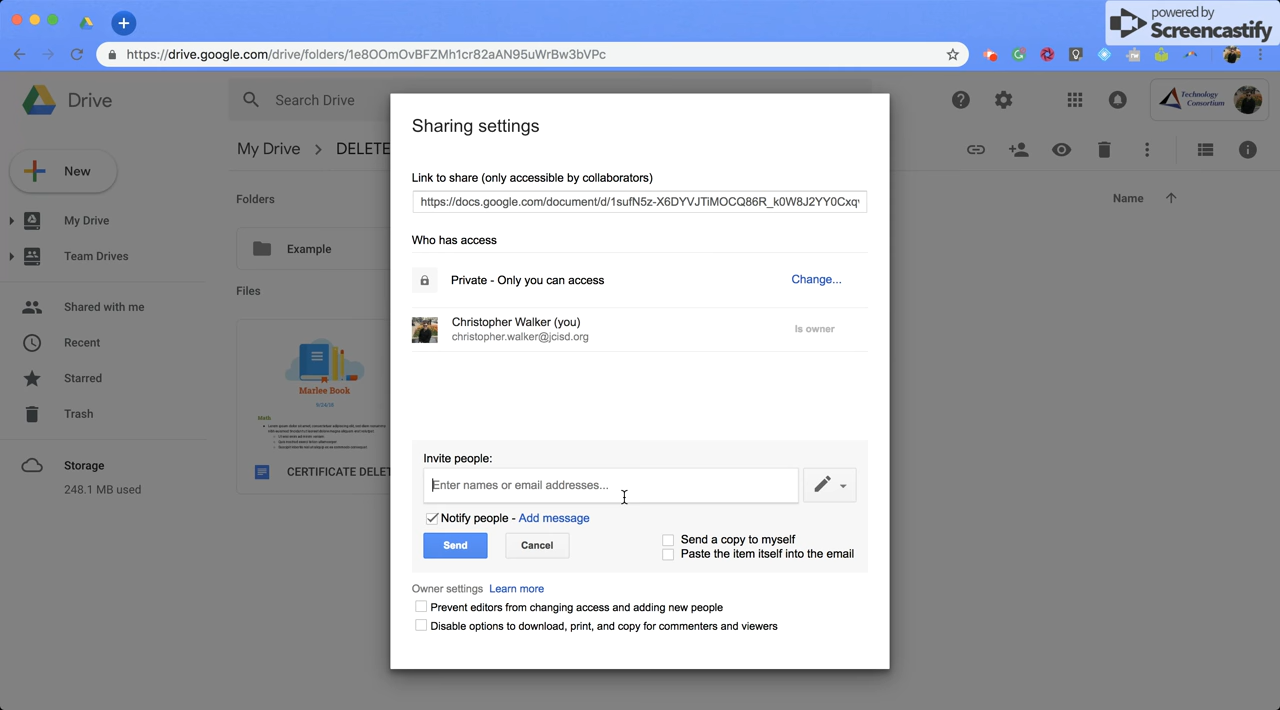 powered by
Screencastify
https://drive.google.com/drive/folders/1e8OOmOvBFZMh1cr82aAN95uWrBw3bVPc
Drive
Search Drive
Technology
Consortium
My Drive > DELETE
New
Folders
Name
My Drive
Team Drives
Example
Files
Shared with me
Recent
Starred
Trash
Storage
248.1 MB used
Marlee Book
Math
CERTIFICATE DELET
Sharing settings
Link to share (only accessible by collaborators)
https://docs.google.com/document/d/1sufN5z-X6DYVJTiMOCQ86R_k0W8J2YY0Cxq
Who has access
Private - Only you can access
Change...
Christopher Walker (you)
christopher.walker@jcisd.org
Is owner
Invite people:
Enter names or email addresses...
Notify people - Add message
Send
Cancel
Send a copy to myself
Paste the item itself into the email
Owner settings Learn more
Prevent editors from changing access and adding new people
Disable options to download, print, and copy for commenters and viewers